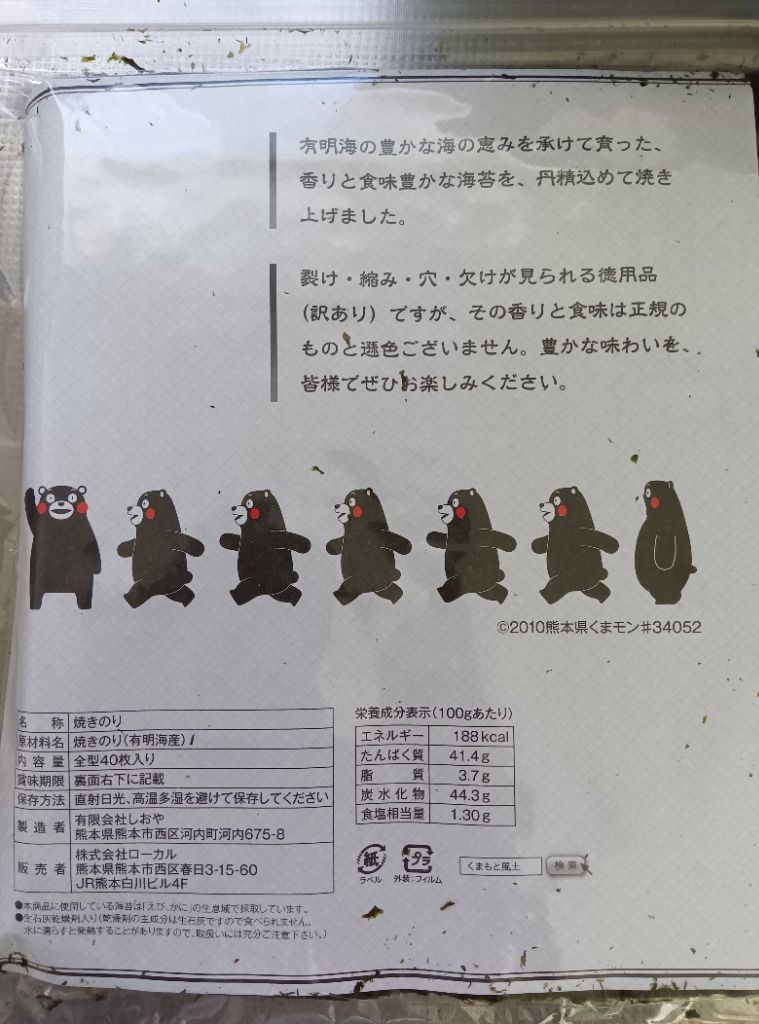 有明海の豊かな海の恵みを承けて育った、
香りと食味豊かな海苔を、丹精込めて焼き
上げました。
裂け・縮み・穴・欠けが見られる徳用品
（訳あり）ですが、その香りと食味は正規の
ものと遜色ございません。豊かな味わいを、
皆様でぜひお楽しみください。
©2010熊本県くまモン#34052
名称 焼きのり
原材料名 焼きのり（有明海産）
内容量 全型40枚入り
賞味期限 裏面右下に記載
保存方法 直射日光、高温多湿を避けて保存してください
製造者 有限会社しおや
熊本県熊本市西区河内町河内675-8
販売者 株式会社ローカル
熊本県熊本市西区春日3-15-60
JR熊本白川ビル4F
●本商品に使用している海苔は「えび、かに」の生息域で採取しています。
●生石灰乾燥剤入り（乾燥剤の主成分は生石灰ですので食べられません。
水に濡らすと発熱することがありますので、取扱いには充分ご注意下さい。）
栄養成分表示（100gあたり）
エネルギー 188kcal
たんぱく質 41.4g
脂質 3.7g
炭水化物 44.3g
食塩相当量 1.30g
紙 プラ
ラベル 外装:フィルム
くまもと風土 検索